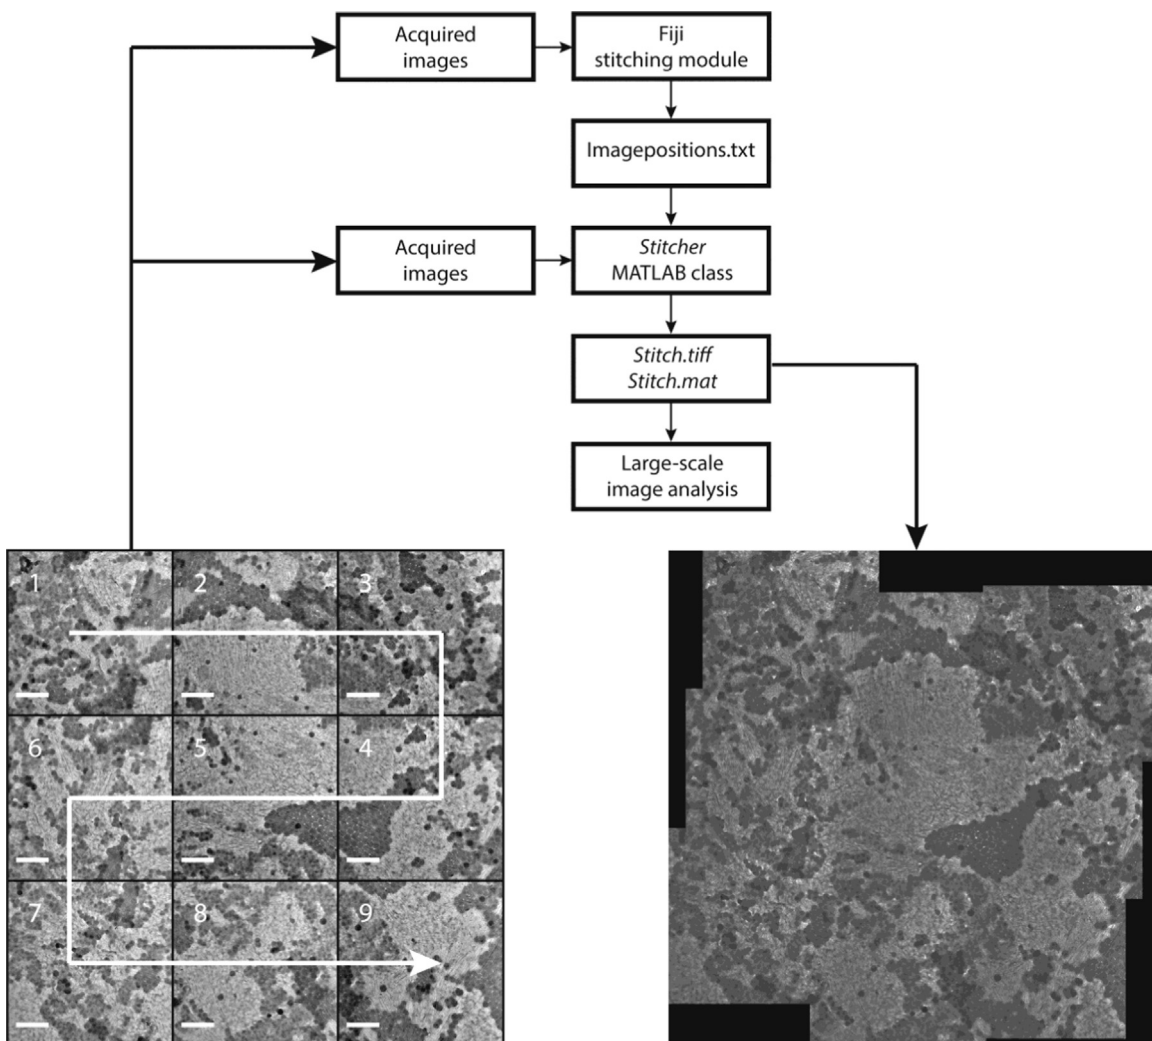 Acquired
images
Fiji
stitching module
Imagepositions.txt
Acquired
images
Stitcher
MATLAB class
Stitch.tiff
Stitch.mat
Large-scale
image analysis
1
2
3
6
5
4
7
8
9